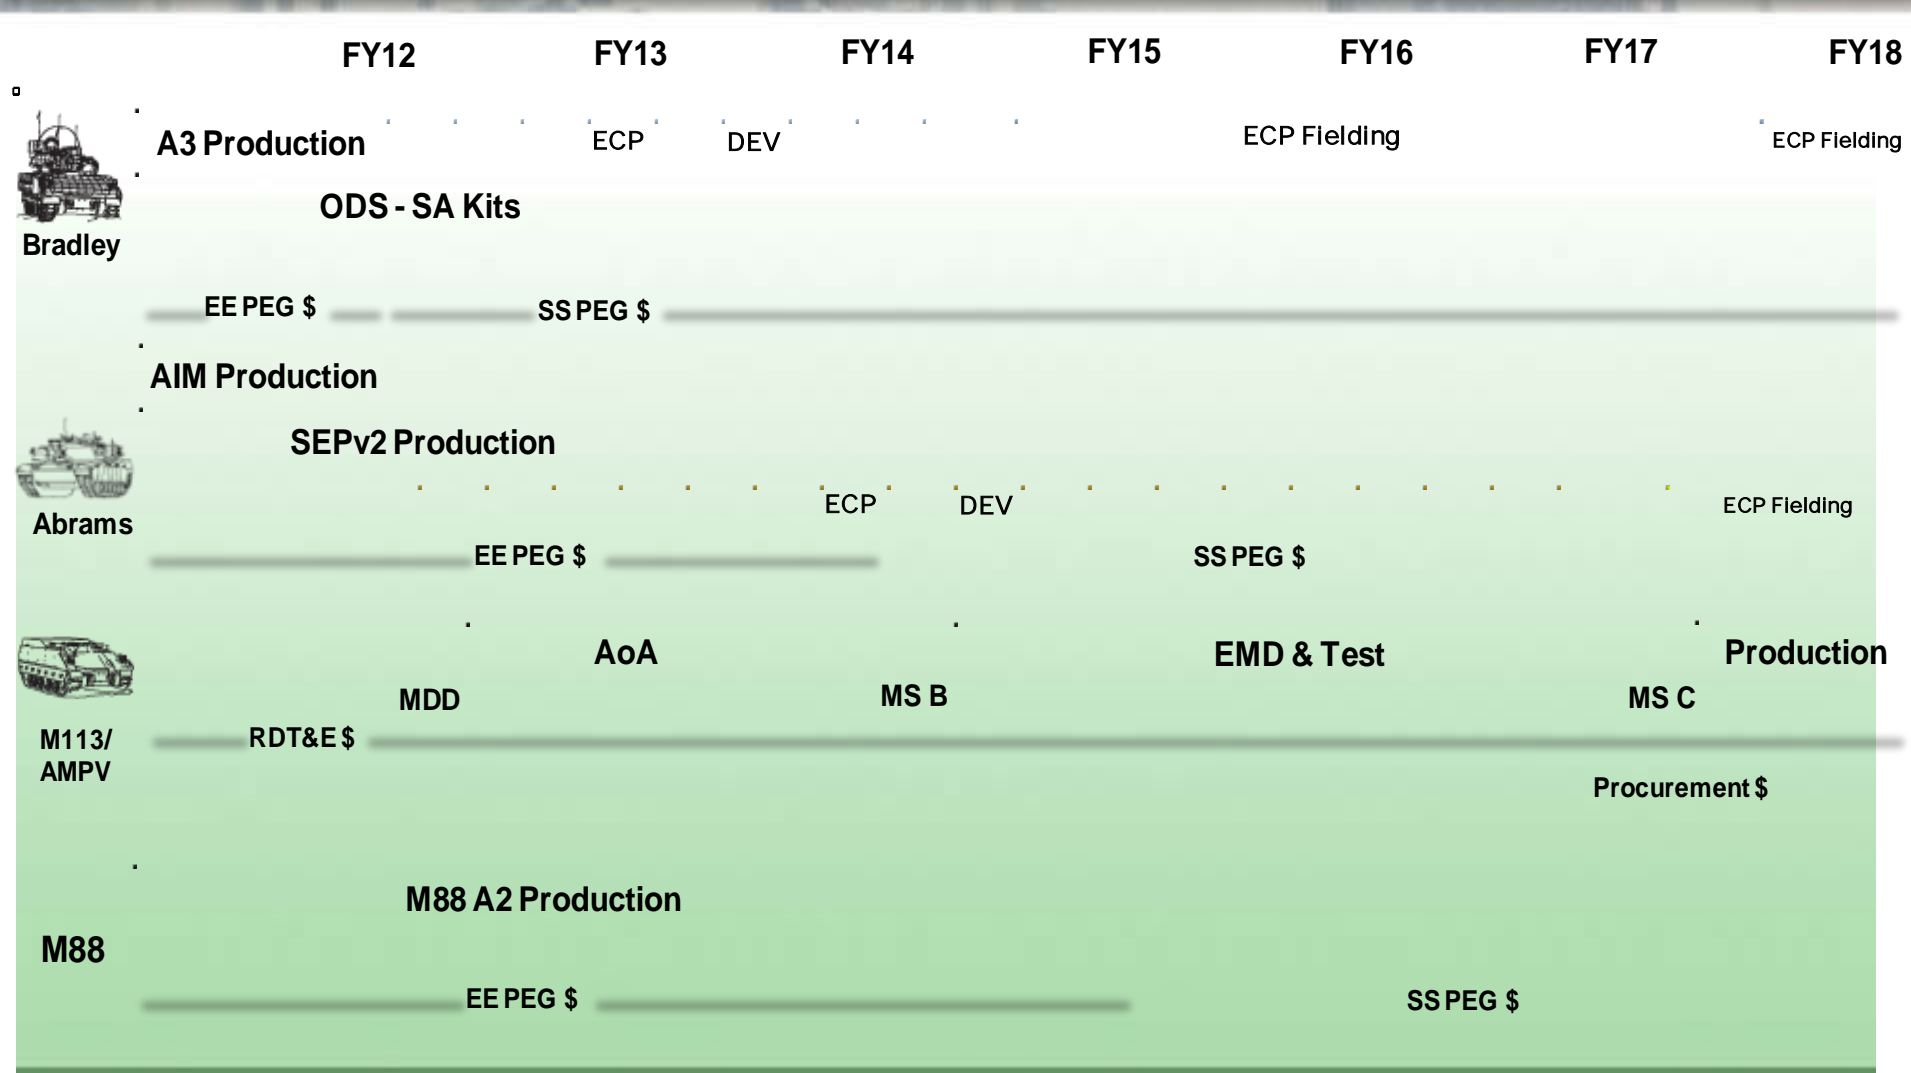 FY12 FY13 FY14 FY15 FY16 FY17 FY18
A3 Production ECP DEV ECP Fielding ECP Fielding
ODS - SA Kits
Bradley
EE PEG $ SS PEG $
AIM Production
SEPv2 Production
ECP DEV ECP Fielding
Abrams
EE PEG $ SS PEG $
AoA EMD & Test Production
MDD MS B MS C
M113/
AMPV
RDT&E $
Procurement $
M88 A2 Production
M88
EE PEG $ SS PEG $